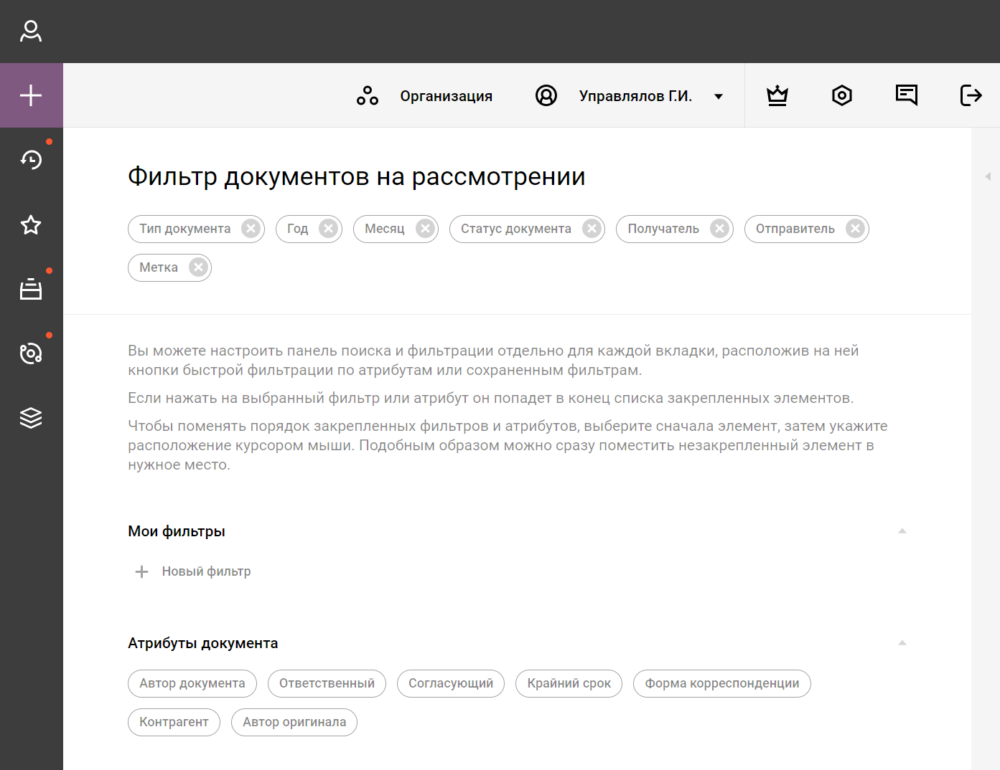 Организация
Управлялов Г.И.
Фильтр документов на рассмотрении
Тип документа Год Месяц Статус документа Получатель Отправитель
Метка
Вы можете настроить панель поиска и фильтрации отдельно для каждой вкладки, расположив на ней
кнопки быстрой фильтрации по атрибутам или сохраненным фильтрам.
Если нажать на выбранный фильтр или атрибут он попадет в конец списка закрепленных элементов.
Чтобы поменять порядок закрепленных фильтров и атрибутов, выберите сначала элемент, затем укажите
расположение курсором мыши. Подобным образом можно сразу поместить незакрепленный элемент в
нужное место.
Мои фильтры
Новый фильтр
Атрибуты документа
Автор документа Ответственный Согласующий Крайний срок Форма корреспонденции
Контрагент Автор оригинала